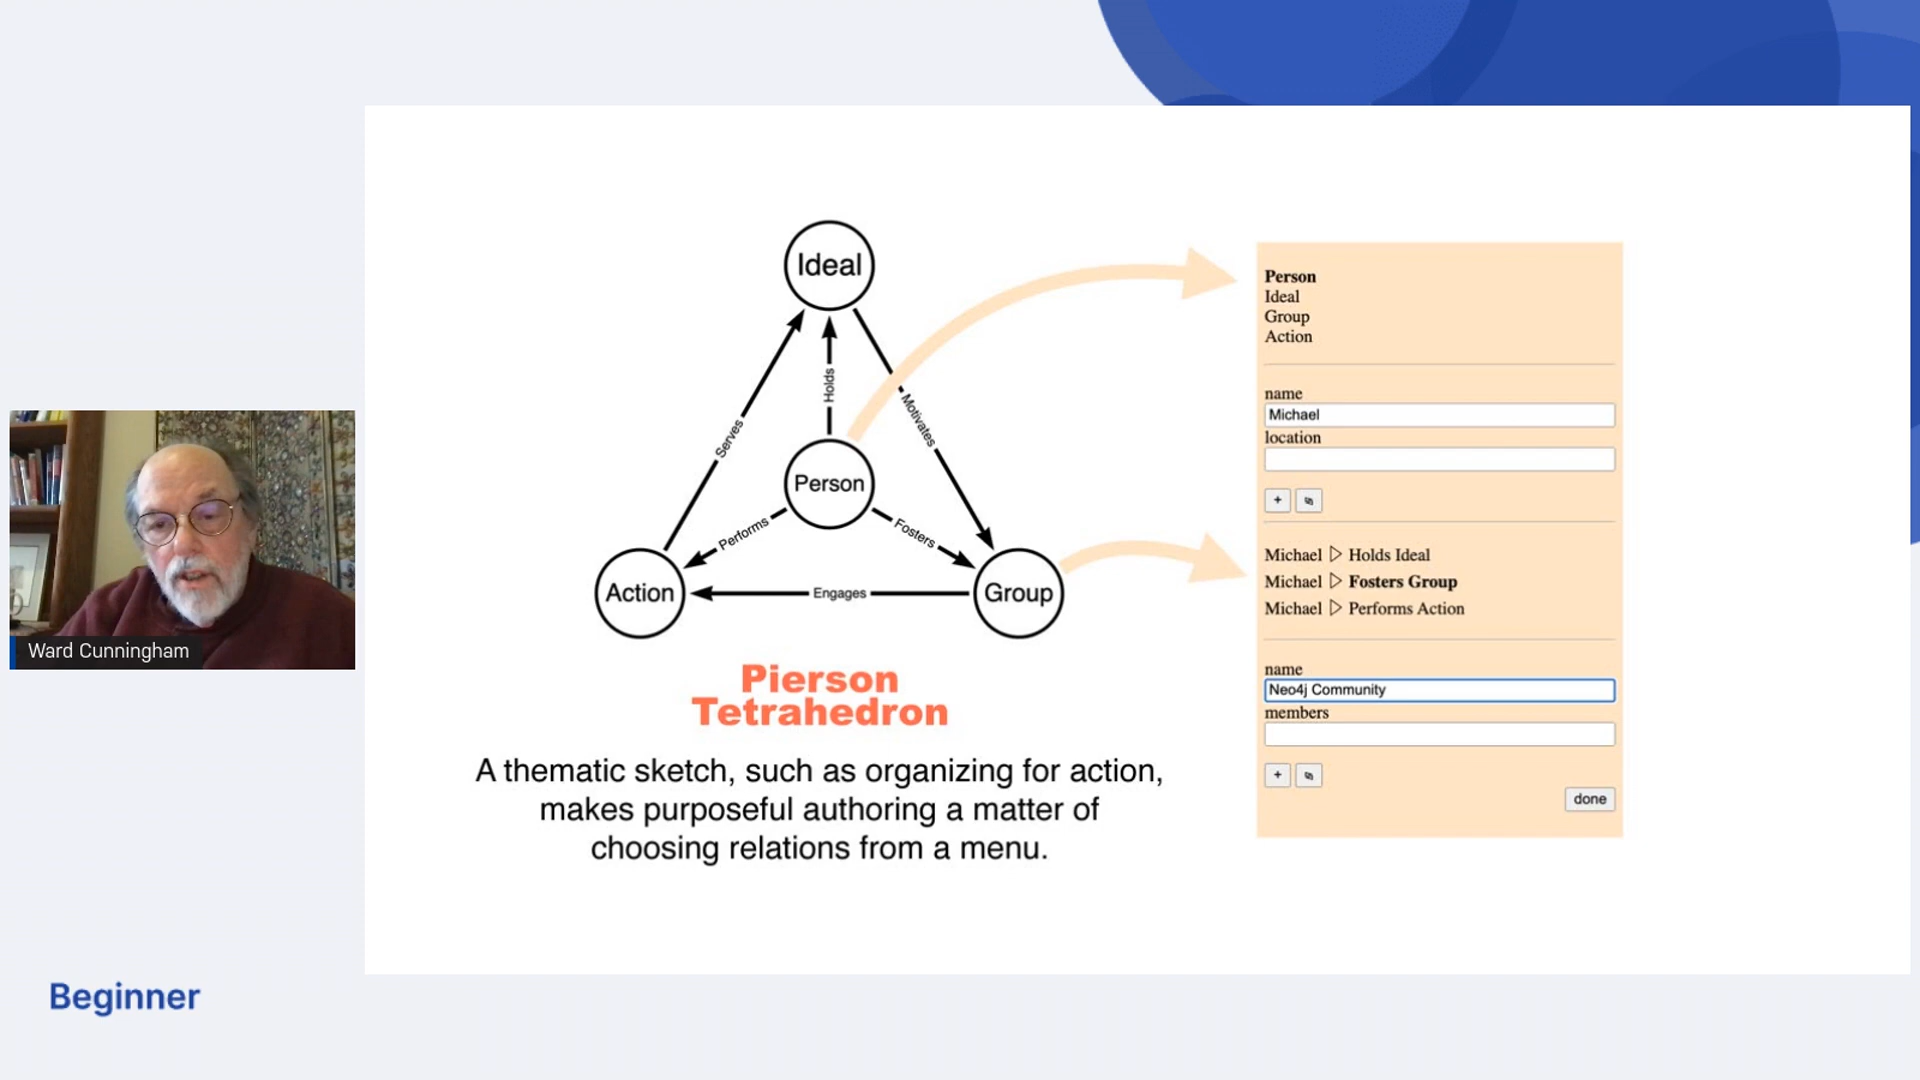 Ideal
Holds
Motivates
Serves
Person
Performs
Fosters
Action
Engages
Group
Pierson
Tetrahedron
A thematic sketch, such as organizing for action,
makes purposeful authoring a matter of
choosing relations from a menu.
Person
Ideal
Group
Action
name
Michael
location
+
Michael ▷ Holds Ideal
Michael ▷ Fosters Group
Michael ▷ Performs Action
name
Neo4j Community
members
+
done
Ward Cunningham
Beginner